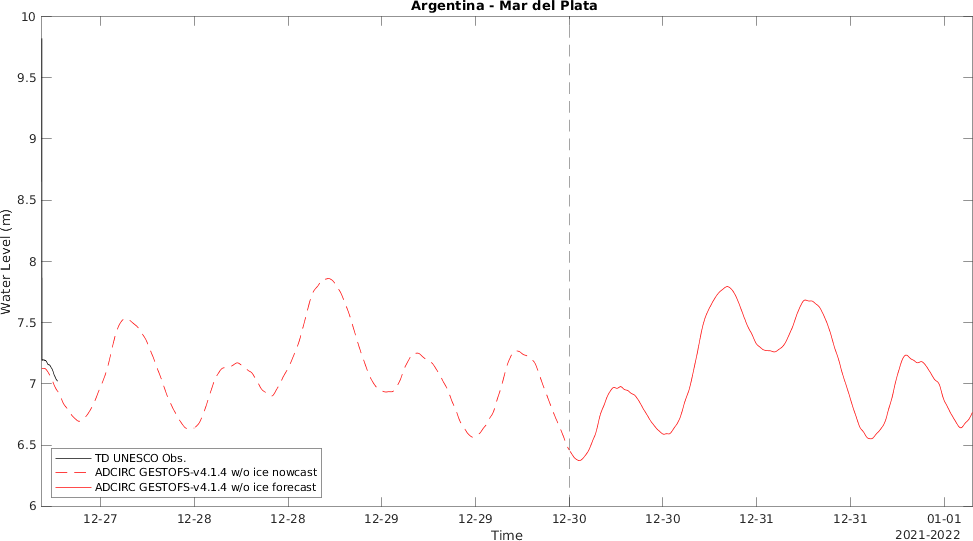 Argentina - Mar del Plata
10
9.5
9
8.5
8
7.5
7
6.5
6
Water Level (m)
TD UNESCO Obs.
ADCIRC GESTOFS-v4.1.4 w/o ice nowcast
ADCIRC GESTOFS-v4.1.4 w/o ice forecast
12-27 12-28 12-28 12-29 12-29 12-30 12-30 12-31 12-31 01-01
Time
2021-2022